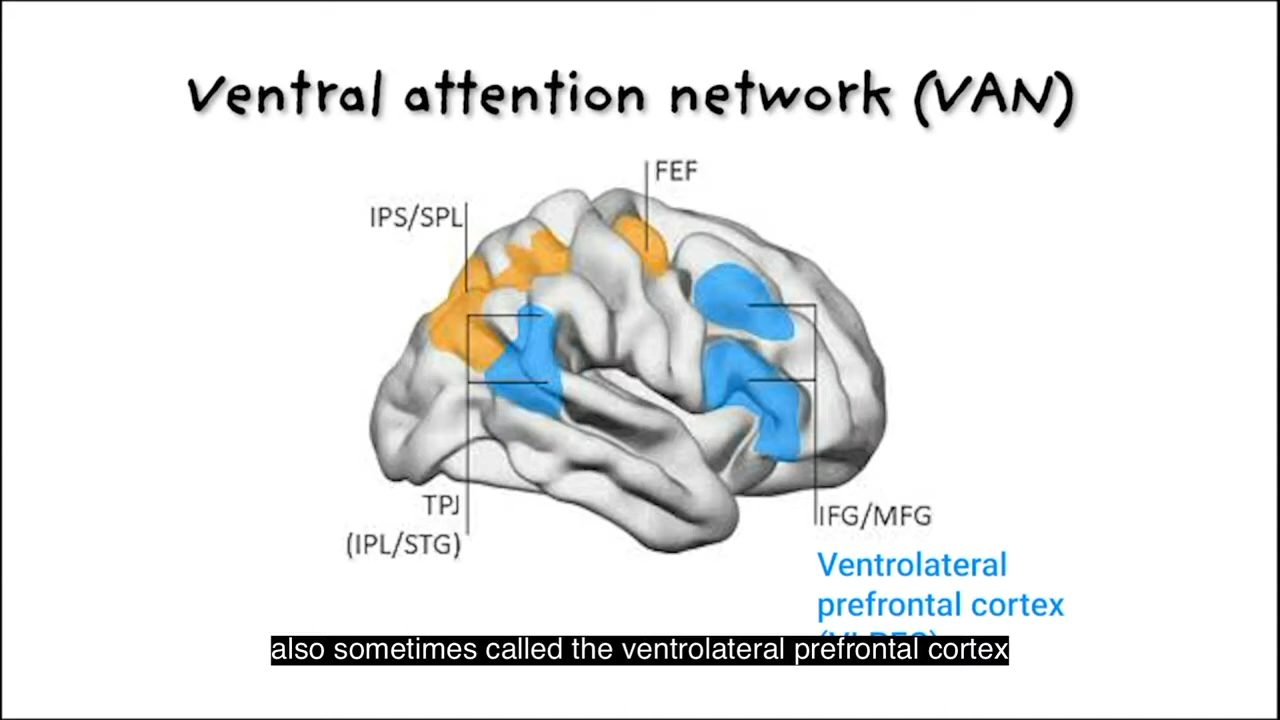 Ventral attention network (VAN)
FEF
IPS/SPL
TPJ
(IPL/STG)
IFG/MFG
Ventrolateral
prefrontal cortex
also sometimes called the ventrolateral prefrontal cortex